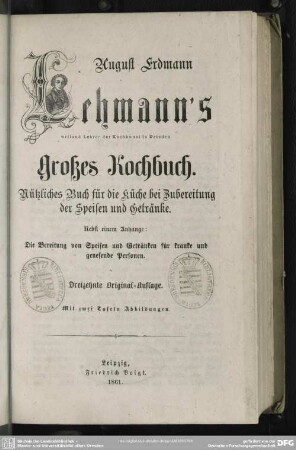 August Erdmann
Lehmann's
weiland Lehrer der Kochkunst in Dresden
großes Kochbuch.
Nützliches Buch für die Küche bei Zubereitung
der Speisen und Getränke.
Nebst einem Anhange:
Die Bereitung von Speisen und Getränken für kranke und
genesende Personen.
Dreizehnte Original-Auflage.
Mit zwei Tafeln Abbildungen
Leipzig,
Friedrich Voigt.
1861.
DFG